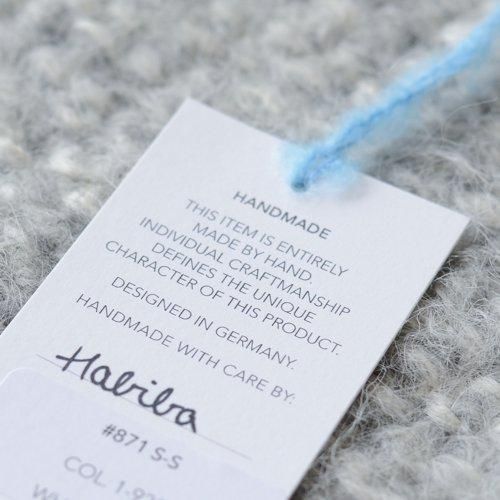 HANDMADE
THIS ITEM IS ENTIRELY
MADE BY HAND.
INDIVIDUAL CRAFTMANSHIP
DEFINES THE UNIQUE
CHARACTER OF THIS PRODUCT.
DESIGNED IN GERMANY.
HANDMADE WITH CARE BY:
Habiba
#871 S-S
COL.